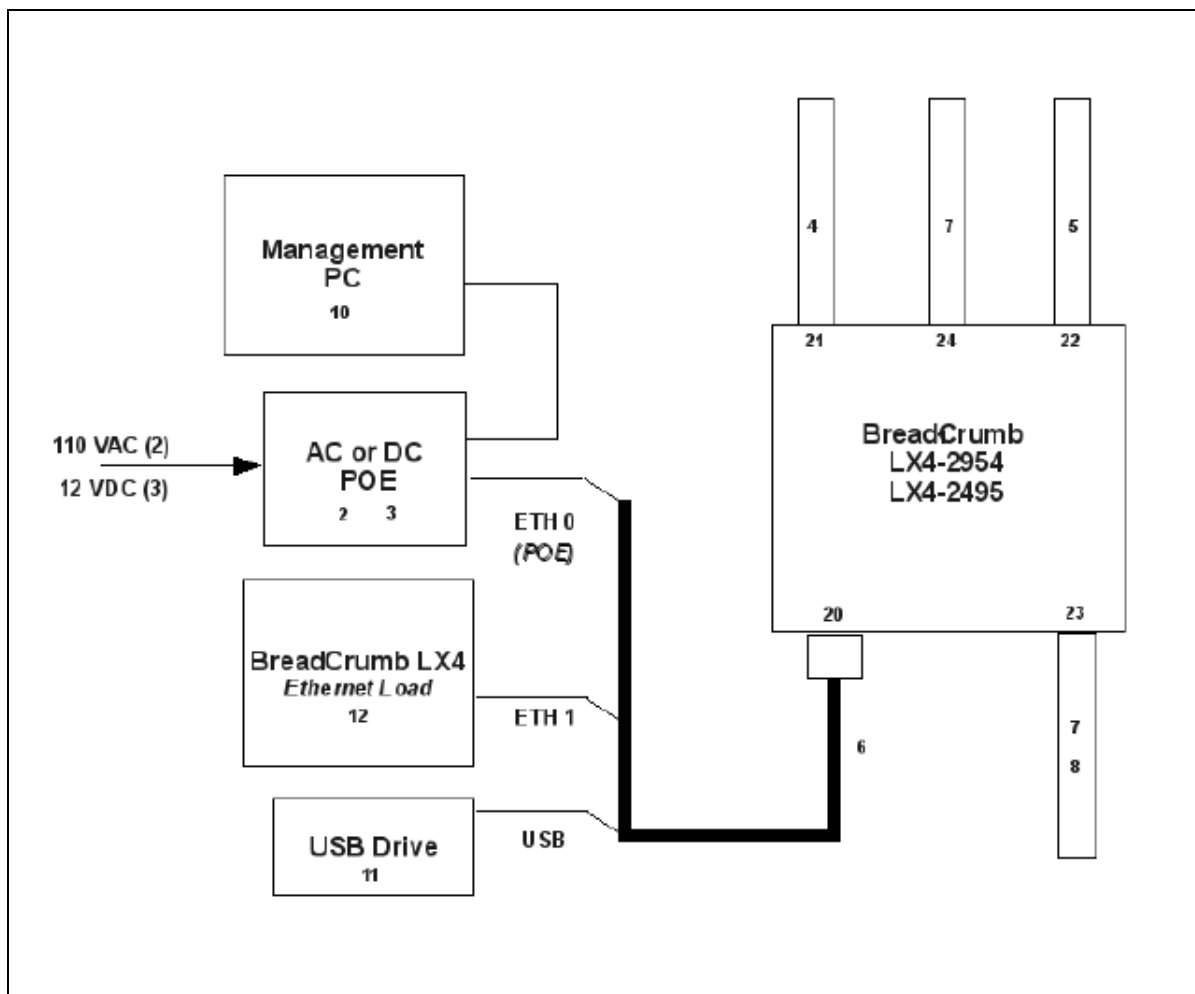 Management
PC
10
110 VAC (2)
12 VDC (3)
AC or DC
POE
2 3
ETH 0
(POE)
BreadCrumb LX4
Ethernet Load
12
ETH 1
USB Drive
11
USB
4 7 5
21 24 22
BreadCrumb
LX4-2954
LX4-2495
20 23
6
7
8